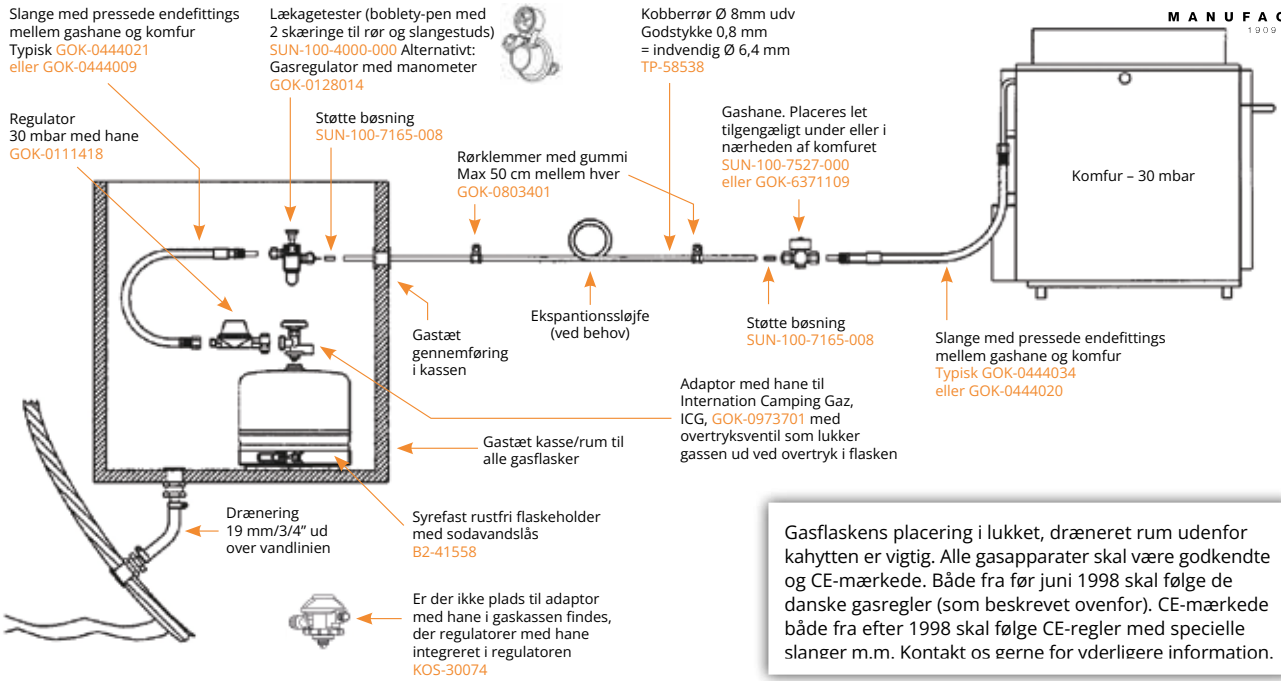 Slange med pressede endefittings
mellem gashane og komfur
Typisk GOK-0444021
eller GOK-0444009
Lækagetester (boblety-pen med
2 skæringe til rør og slangestuds)
SUN-100-4000-000 Alternativt:
Gasregulator med manometer
GOK-0128014
Kobberrør Ø 8mm udv
Godstykke 0,8 mm
= indvendig Ø 6,4 mm
TP-58538
MANUFAC
1909
Regulator
30 mbar med hane
GOK-0111418
Støtte bøsning
SUN-100-7165-008
Rørklemmer med gummi
Max 50 cm mellem hver
GOK-0803401
Gashane. Placeres let
tilgengæligt under eller i
nærheden af komfuret
SUN-100-7527-000
eller GOK-6371109
Komfur – 30 mbar
Gastæt
gennemføring
i kassen
Ekspantionssløjfe
(ved behov)
Støtte bøsning
SUN-100-7165-008
Slange med pressede endefittings
mellem gashane og komfur
Typisk GOK-0444034
eller GOK-0444020
Adaptor med hane til
Internation Camping Gaz,
ICG, GOK-0973701 med
overtryksventil som lukker
gassen ud ved overtryk i flasken
Gastæt kasse/rum til
alle gasflasker
Drænering
19 mm/3/4” ud
over vandlinien
Syrefast rustfri flaskeholder
med sodavandslås
B2-41558
Er der ikke plads til adaptor
med hane i gaskassen findes,
der regulatorer med hane
integreret i regulatoren
KOS-30074
Gasflaskens placering i lukket, dræneret rum udenfor
kahytten er vigtig. Alle gasapparater skal være godkendte
og CE-mærkede. Både fra før juni 1998 skal følge de
danske gasregler (som beskrevet ovenfor). CE-mærkede
både fra efter 1998 skal følge CE-regler med specielle
slanger m.m. Kontakt os gerne for yderligere information.